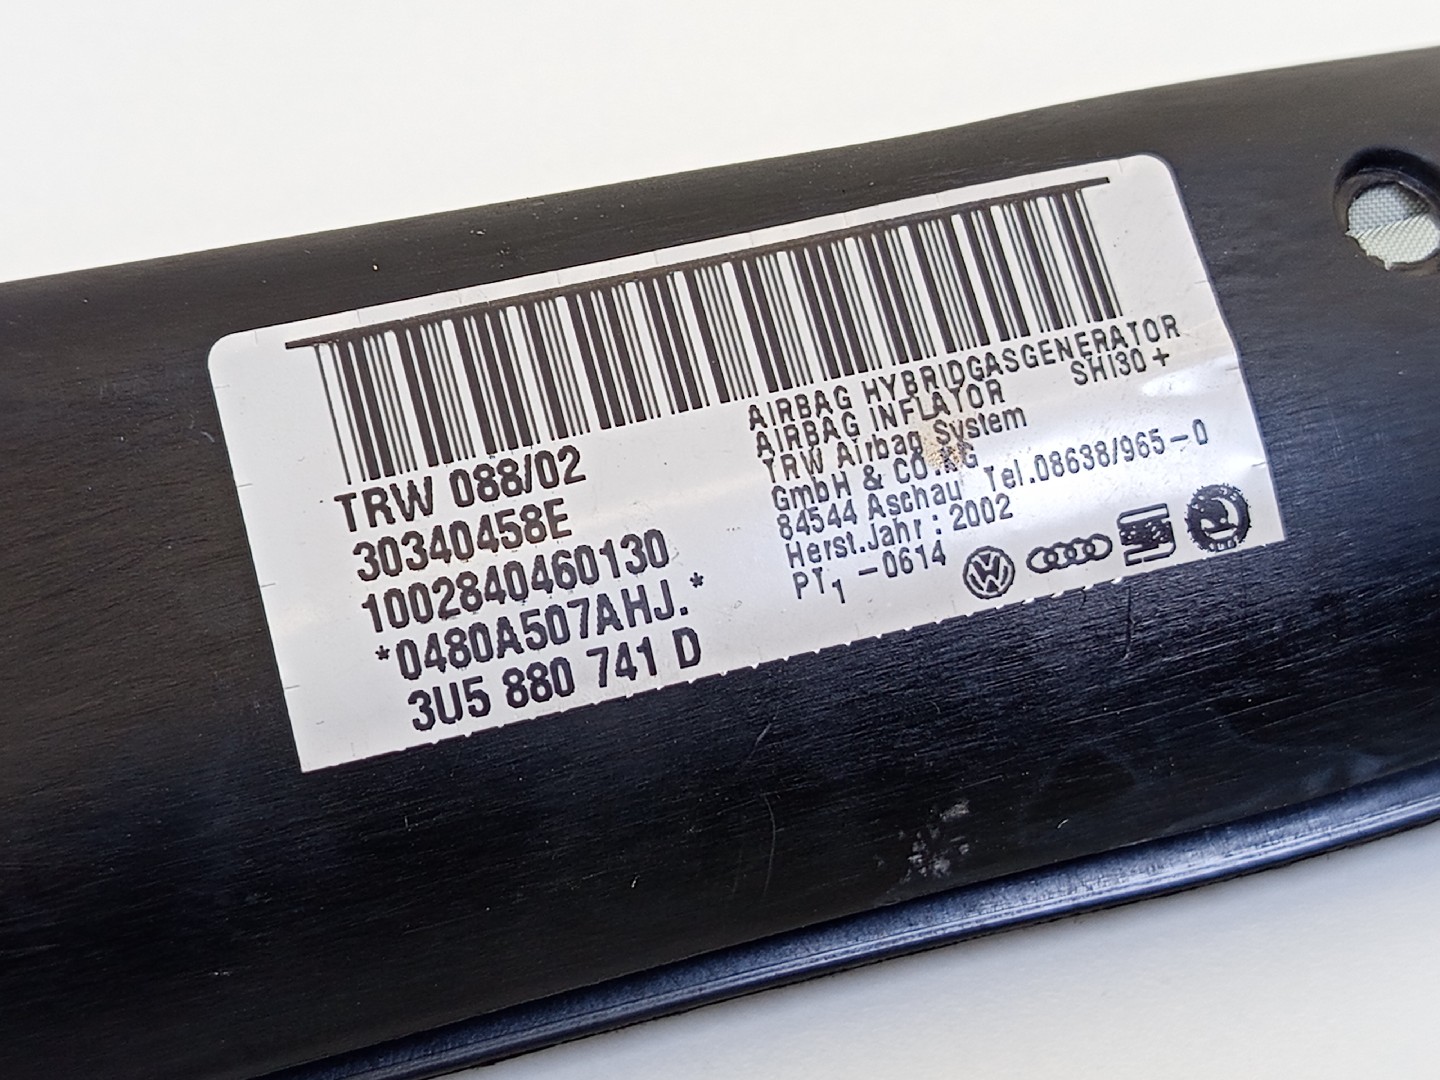 TRW 088/02
30340458E
1002840460130
*0480A507AHJ.*
3U5 880 741 D
AIRBAG HYBRIDGASGENERATOR
AIRBAG INFLATOR SHI30+
TRW Airbag System
GmbH & CO.KG
84544 Aschau Tel.08638/965-0
Herst.Jahr: 2002
PT1 -0614